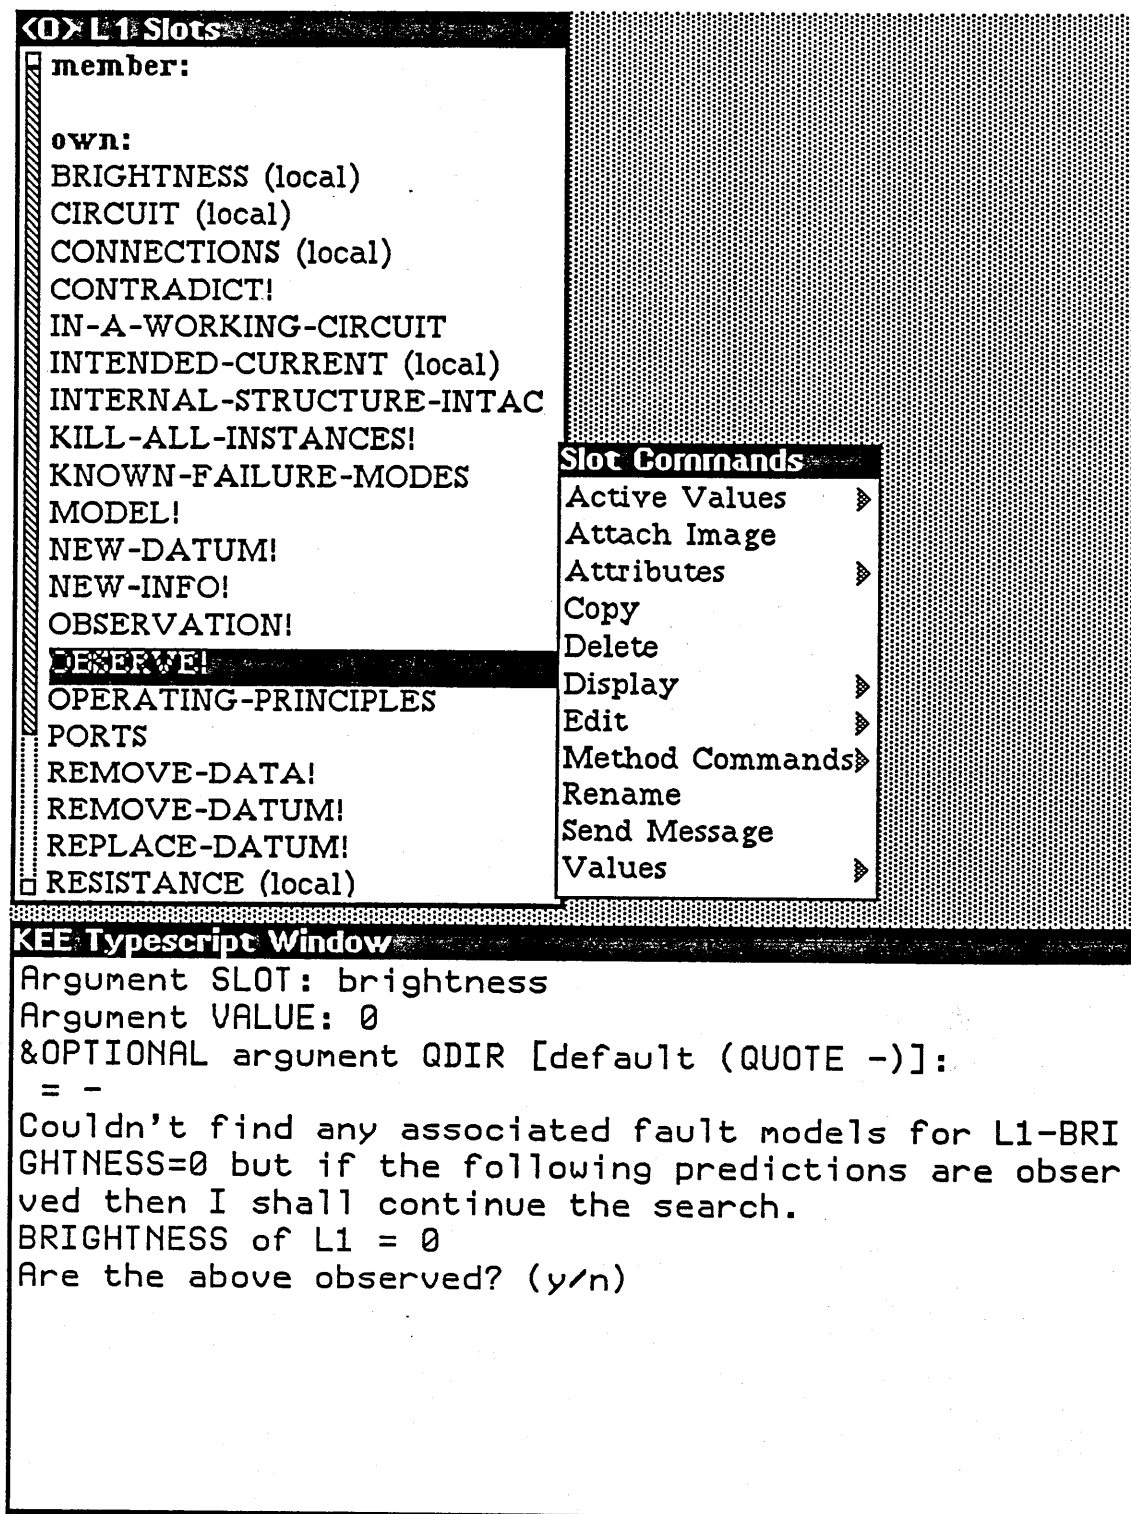 <O> L1 Slots
member:
own:
BRIGHTNESS (local)
CIRCUIT (local)
CONNECTIONS (local)
CONTRADICT!
IN-A-WORKING-CIRCUIT
INTENDED-CURRENT (local)
INTERNAL-STRUCTURE-INTAC
KILL-ALL-INSTANCES!
KNOWN-FAILURE-MODES
MODEL!
NEW-DATUM!
NEW-INFO!
OBSERVATION!
OPERATING-PRINCIPLES
PORTS
REMOVE-DATA!
REMOVE-DATUM!
REPLACE-DATUM!
RESISTANCE (local)
Slot Commands
Active Values
Attach Image
Attributes
Copy
Delete
Display
Edit
Method Commands
Rename
Send Message
Values
KEE Typescript Window
Argument SLOT: brightness
Argument VALUE: 0
&OPTIONAL argument QDIR [default (QUOTE -)]:
= -
Couldn't find any associated fault models for L1-BRI
GHTNESS=0 but if the following predictions are obser
ved then I shall continue the search.
BRIGHTNESS of L1 = 0
Are the above observed? (y/n)